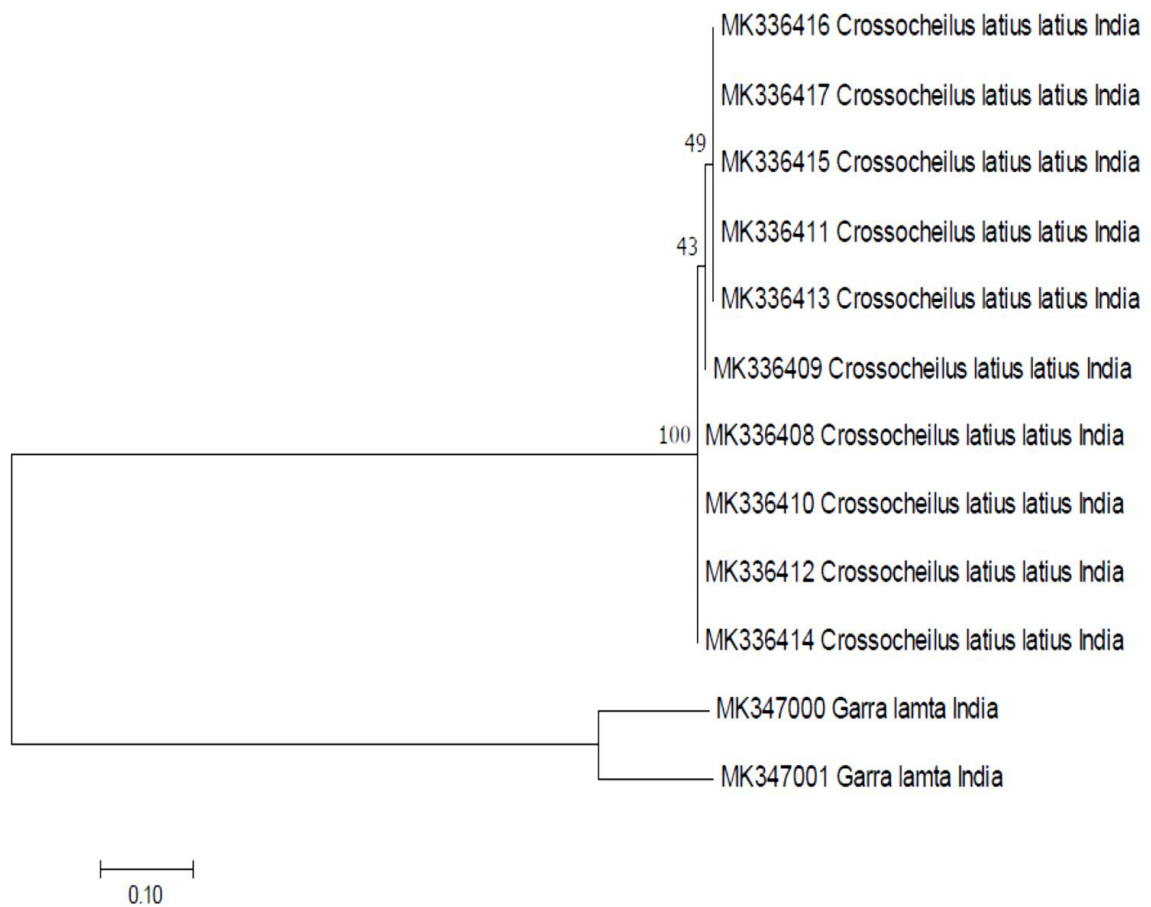 MK336416 Crossocheilus latius latius India
MK336417 Crossocheilus latius latius India
49
MK336415 Crossocheilus latius latius India
MK336411 Crossocheilus latius latius India
43
MK336413 Crossocheilus latius latius India
MK336409 Crossocheilus latius latius India
100
MK336408 Crossocheilus latius latius India
MK336410 Crossocheilus latius latius India
MK336412 Crossocheilus latius latius India
MK336414 Crossocheilus latius latius India
MK347000 Garra lamta India
MK347001 Garra lamta India
0.10